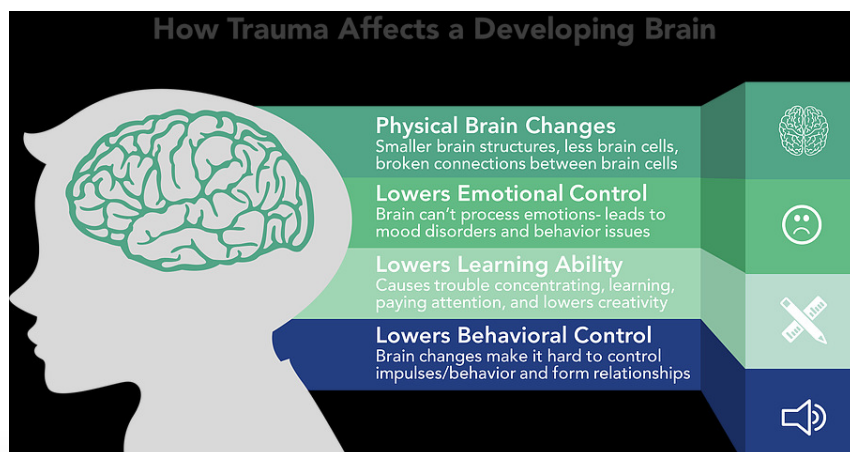 How Trauma Affects a Developing Brain
Physical Brain Changes
Smaller brain structures, less brain cells,
broken connections between brain cells
Lowers Emotional Control
Brain can't process emotions- leads to
mood disorders and behavior issues
Lowers Learning Ability
Causes trouble concentrating, learning,
paying attention, and lowers creativity
Lowers Behavioral Control
Brain changes make it hard to control
impulses/behavior and form relationships